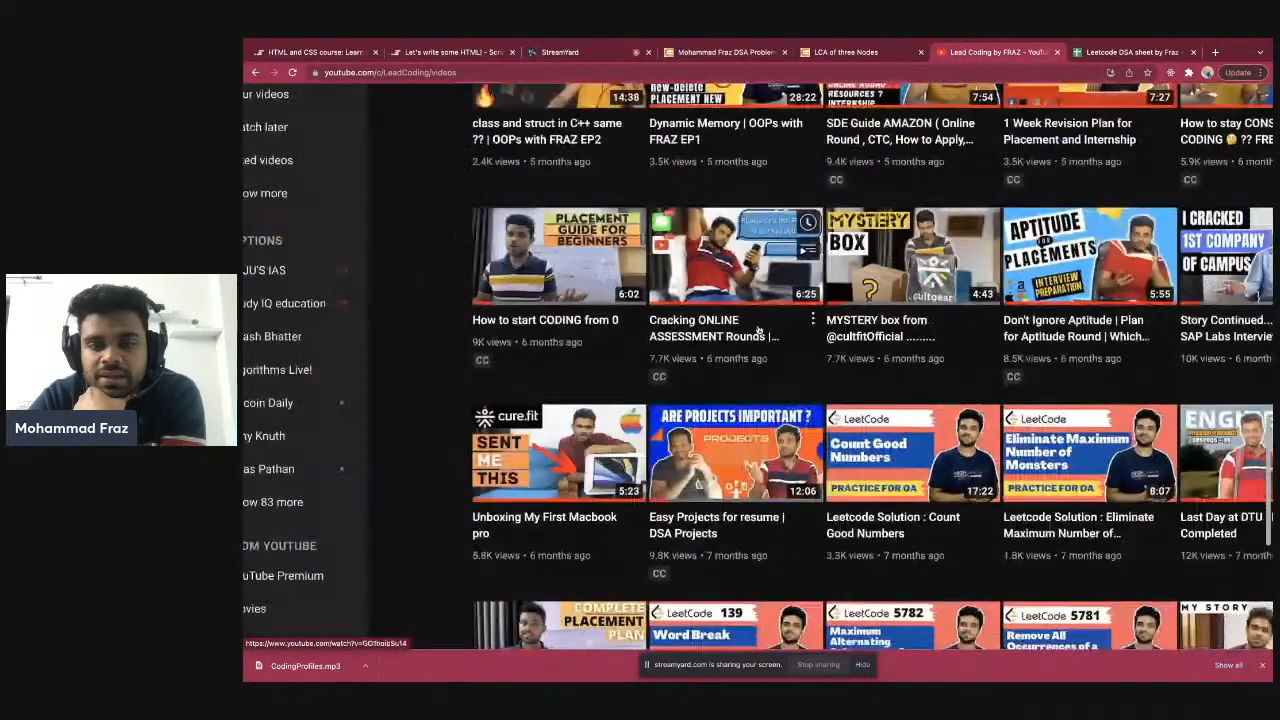 HTML and CSS course: Learn
Let's write some HTML! - Scri
StreamYard
Mohammad Fraz DSA Problem
LCA of three Nodes
Lead Coding by FRAZ - YouTu
Leetcode DSA sheet by Fraz -
youtube.com/c/LeadCoding/videos
Update
ur videos
atch later
ed videos
ow more
PTIONS
JU'S IAS
udy IQ education
ash Bhatter
gorithms Live!
coin Daily
ny Knuth
as Pathan
ow 83 more
OM YOUTUBE
uTube Premium
ovies
14:38
new-delete
PLACEMENT NEW
28:22
ONLINE ROUND
RESOURCES ?
INTERNSHIP
7:54
7:27
class and struct in C++ same
?? | OOPs with FRAZ EP2
2.4K views • 5 months ago
Dynamic Memory | OOPs with
FRAZ EP1
3.5K views • 5 months ago
SDE Guide AMAZON ( Online
Round , CTC, How to Apply,...
9.4K views • 5 months ago
CC
1 Week Revision Plan for
Placement and Internship
3.5K views • 5 months ago
CC
How to stay CONS
CODING 🤔 ?? FRE
5.9K views • 6 month
CC
PLACEMENT
GUIDE FOR
BEGINNERS
6:02
6:25
MYSTERY
BOX
cultgear
4:43
APTITUDE
FOR
PLACEMENTS
INTERVIEW
PREPARATION
5:55
I CRACKED
1ST COMPANY
OF CAMPUS
How to start CODING from 0
9K views • 6 months ago
CC
Cracking ONLINE
ASSESSMENT Rounds |...
7.7K views • 6 months ago
CC
MYSTERY box from
@cultfitOfficial .........
7.7K views • 6 months ago
Don't Ignore Aptitude | Plan
for Aptitude Round | Which...
8.5K views • 6 months ago
CC
Story Continued...
SAP Labs Intervie
10K views • 6 month
Mohammad Fraz
cure.fit
SENT
ME
THIS
5:23
ARE PROJECTS IMPORTANT ?
PROJECTS
12:06
LeetCode
Count Good
Numbers
PRACTICE FOR OA
17:22
LeetCode
Eliminate Maximum
Number of
Monsters
PRACTICE FOR OA
8:07
Unboxing My First Macbook
pro
5.8K views • 6 months ago
Easy Projects for resume |
DSA Projects
9.8K views • 7 months ago
CC
Leetcode Solution : Count
Good Numbers
3.3K views • 7 months ago
Leetcode Solution : Eliminate
Maximum Number of...
1.8K views • 7 months ago
Last Day at DTU
Completed
12K views • 7 month
COMPLETE
PLACEMENT
PLAN
LeetCode 139
Word Break
LeetCode 5782
Maximum
Alternating
LeetCode 5781
Remove All
Occurrences of a
MY STORY
CodingProfiles.mp3
streamyard.com is sharing your screen.
Stop sharing
Hide
Show all